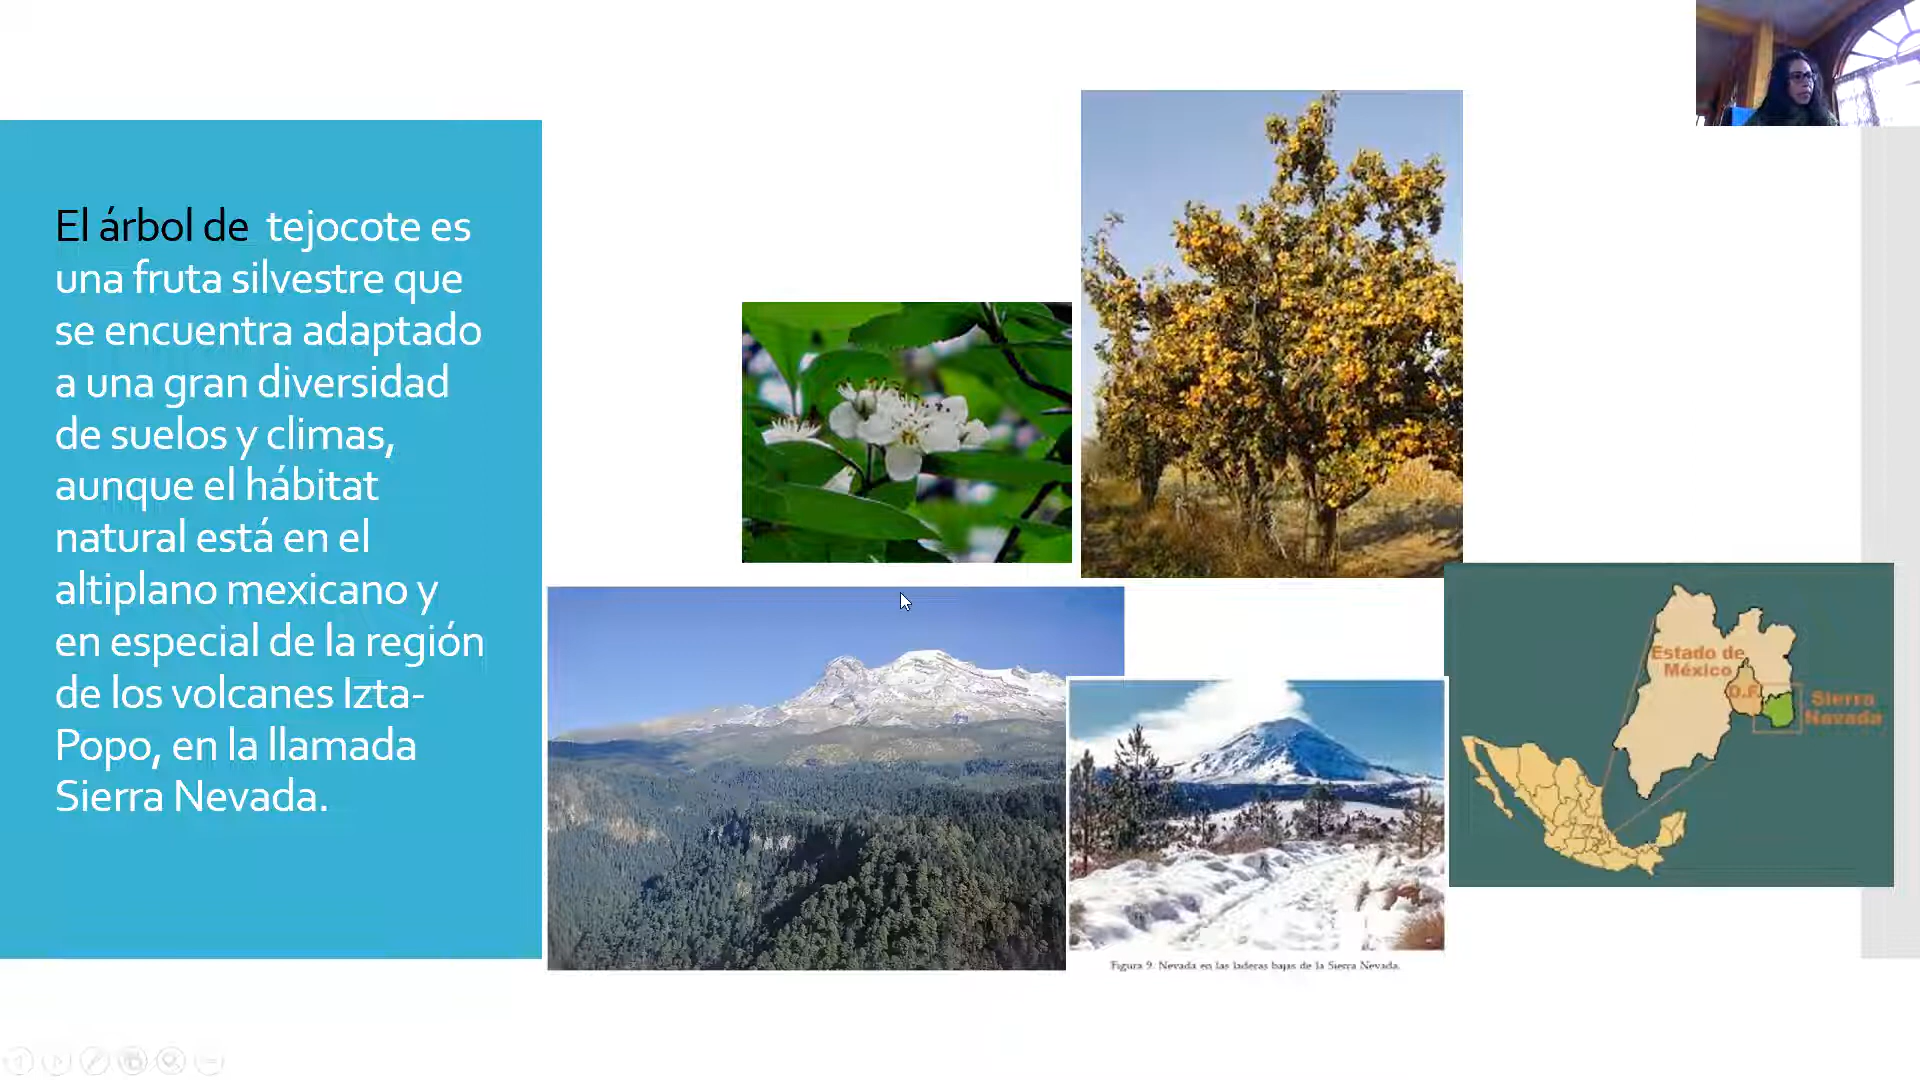 El árbol de tejocote es
una fruta silvestre que
se encuentra adaptado
a una gran diversidad
de suelos y climas,
aunque el hábitat
natural está en el
altiplano mexicano y
en especial de la región
de los volcanes Izta-
Popo, en la llamada
Sierra Nevada.
Estado de
México
D.F.
Sierra
Nevada
Figura 9. Nevada en las laderas bajas de la Sierra Nevada.